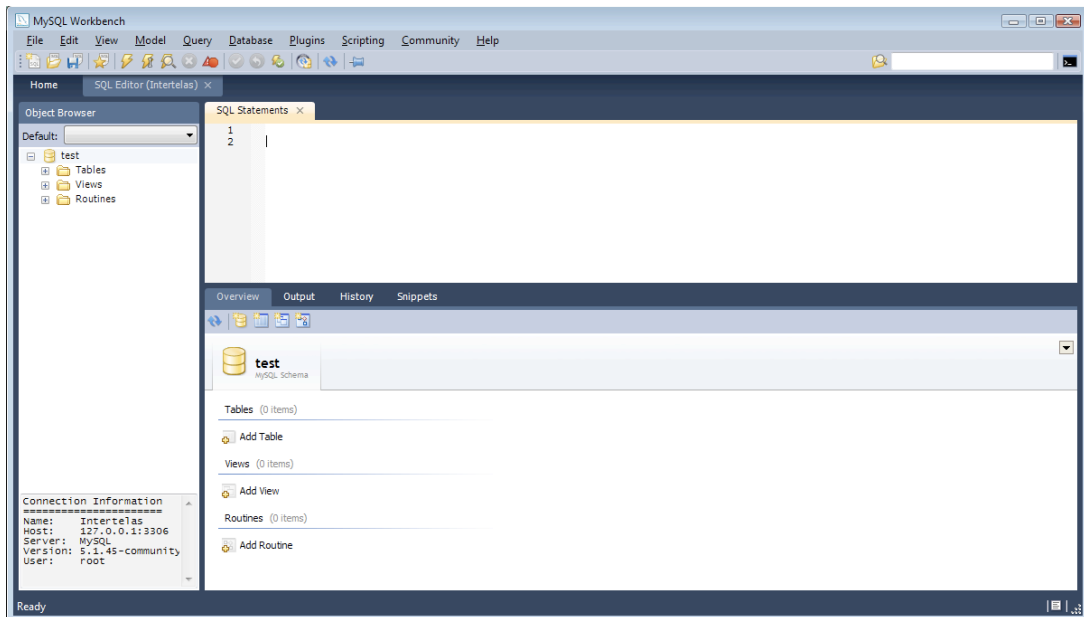 MySQL Workbench
File Edit View Model Query Database Plugins Scripting Community Help
Home SQL Editor (Intertelas) ×
Object Browser
Default:
test
Tables
Views
Routines
SQL Statements ×
1
2
Overview Output History Snippets
test
MySQL Schema
Tables (0 items)
Add Table
Views (0 items)
Add View
Routines (0 items)
Add Routine
Connection Information
======================
Name: Intertelas
Host: 127.0.0.1:3306
Server: MySQL
Version: 5.1.45-community
User: root
Ready